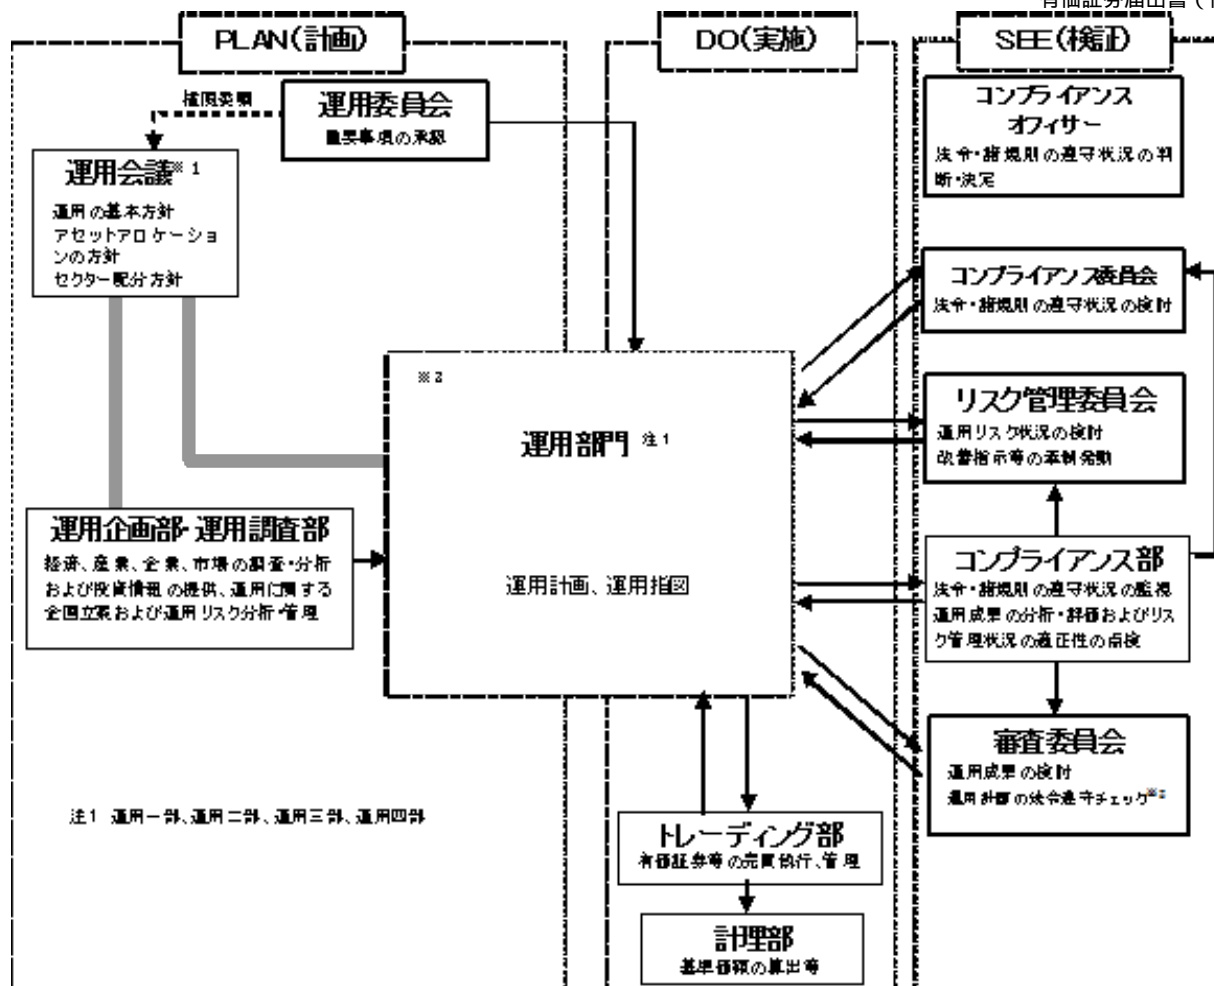 有価証券届出書（
PLAN(計画)
DO(実施)
SEE(検証)
権限委嘱
運用委員会
重要事項の承認
運用会議※1
運用の基本方針
アセットアロケーショ
ンの方針
セクター配分方針
コンプライアンス
オフィサー
法令・諸規則の遵守状況の判
断・決定
コンプライアンス委員会
法令・諸規則の遵守状況の検討
※2
運用部門 注1
運用計画、運用指図
リスク管理委員会
運用リスク状況の検討
改善指示等の牽制発動
運用企画部・運用調査部
経済、産業、企業、市場の調査・分析
および投資情報の提供、運用に関する
企画立案および運用リスク分析・管理
コンプライアンス部
法令・諸規則の遵守状況の監視
運用成果の分析・評価およびリス
ク管理状況の適正性の点検
審査委員会
運用成果の検討
運用計画の法令遵守チェック
注1 運用一部、運用二部、運用三部、運用四部
トレーディング部
有価証券等の売買執行、管理
計理部
基準価額の算出等